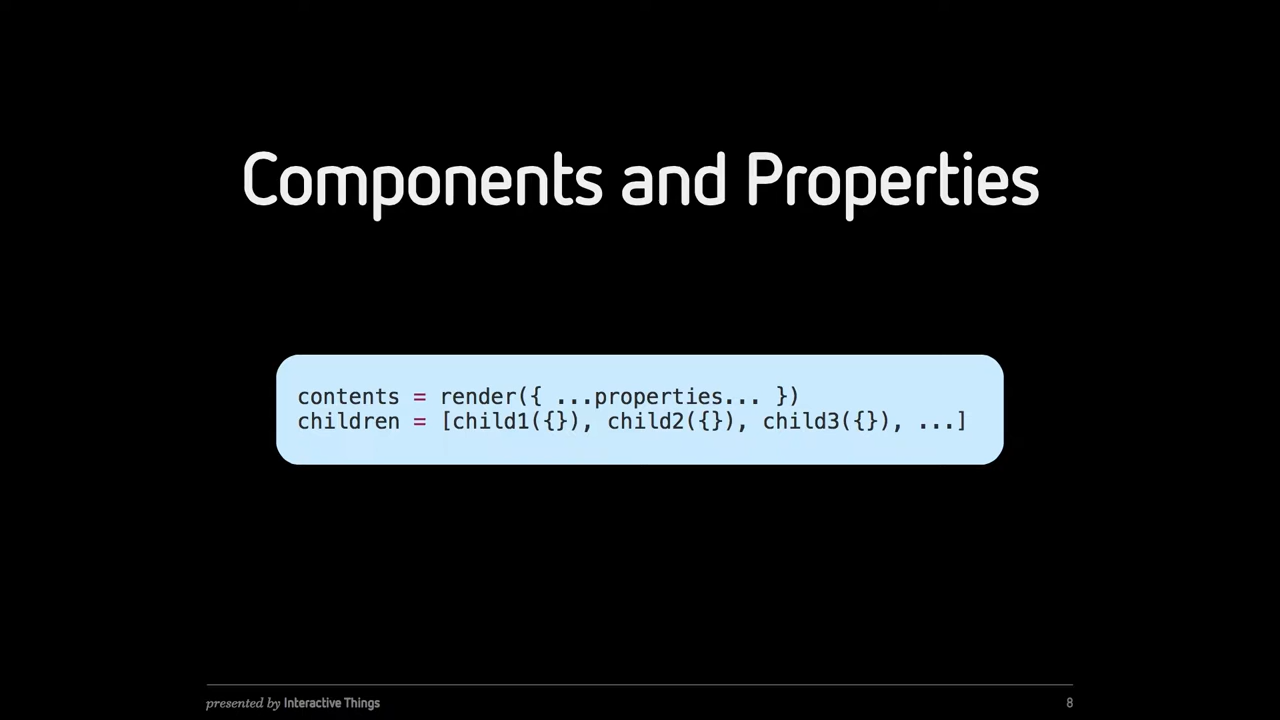 Components and Properties
contents = render({ ...properties... })
children = [child1({}), child2({}), child3({}), ...]
presented by Interactive Things
8